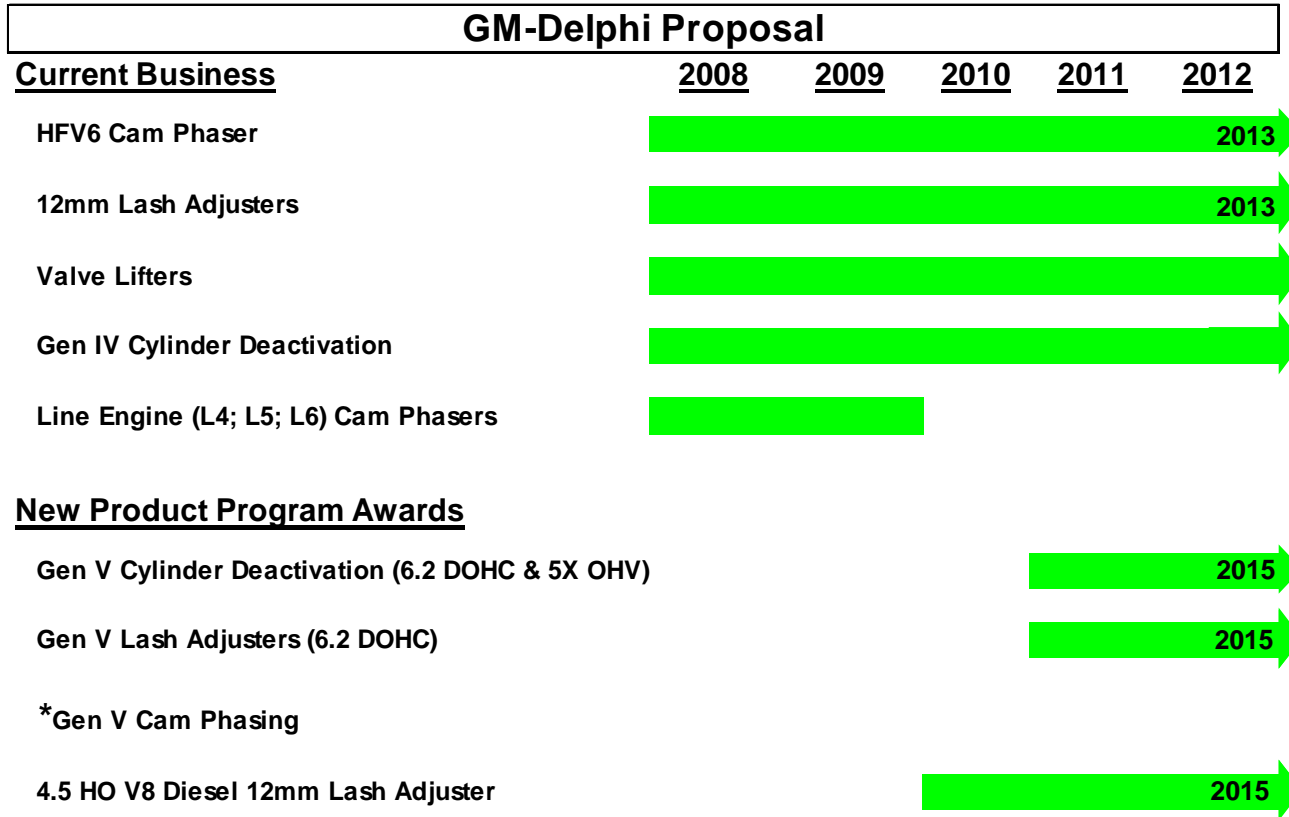 GM-Delphi Proposal
Current Business 2008 2009 2010 2011 2012
HFV6 Cam Phaser 2013
12mm Lash Adjusters 2013
Valve Lifters
Gen IV Cylinder Deactivation
Line Engine (L4; L5; L6) Cam Phasers
New Product Program Awards
Gen V Cylinder Deactivation (6.2 DOHC & 5X OHV) 2015
Gen V Lash Adjusters (6.2 DOHC) 2015
*Gen V Cam Phasing
4.5 HO V8 Diesel 12mm Lash Adjuster 2015